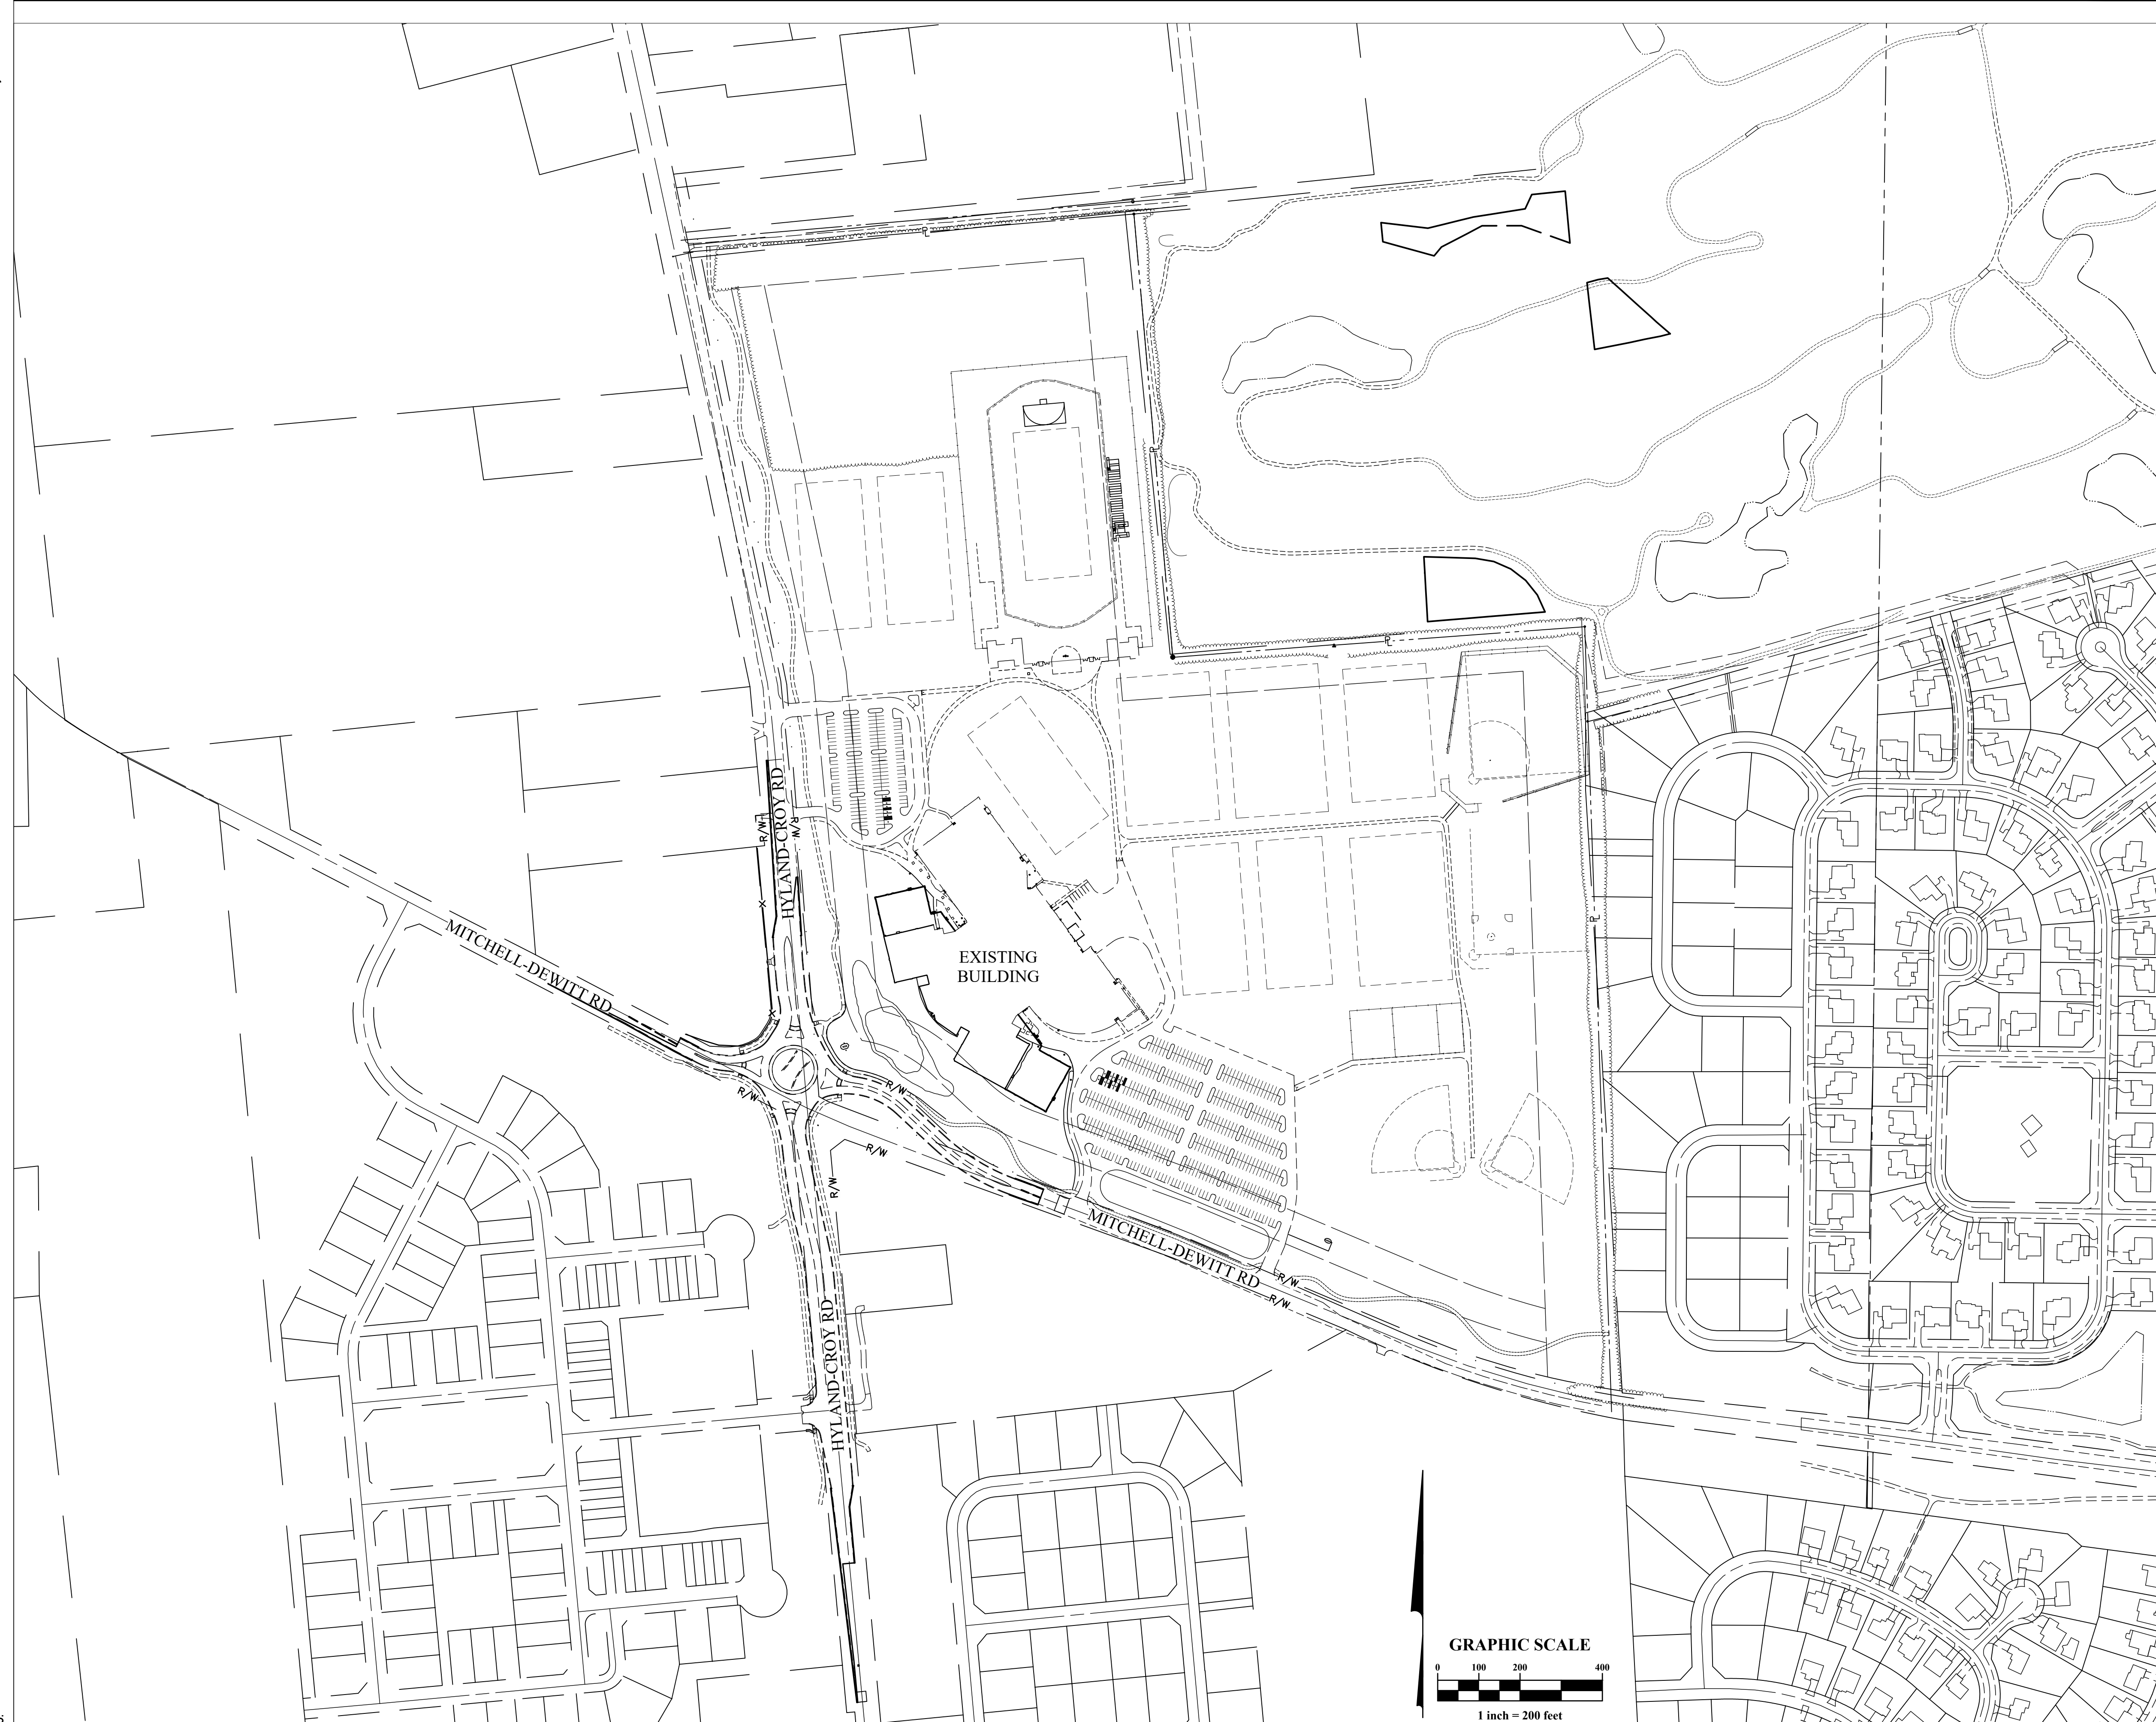 HYLAND-CROY RD
R/W
R/W
MITCHELL-DEWITT RD
EXISTING
BUILDING
R/W
R/W
R/W
R/W
MITCHELL-DEWITT RD
R/W
R/W
HYLAND-CROY RD
GRAPHIC SCALE
0 100 200 400
1 inch = 200 feet